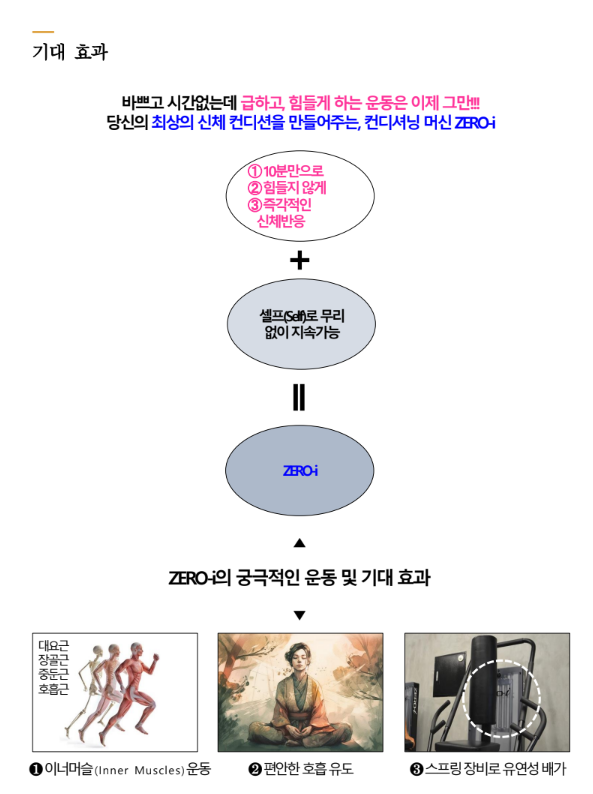 기대 효과
바쁘고 시간없는데 급하고, 힘들게 하는 운동은 이제 그만!!!
당신의 최상의 신체 컨디션을 만들어주는, 컨디셔닝 머신 ZERO-i
① 10분만으로
② 힘들지 않게
③ 즉각적인
신체반응
+
셀프(Self)로 무리
없이 지속가능
=
ZERO-i
▲
ZERO-i의 궁극적인 운동 및 기대 효과
▼
대요근
장골근
중둔근
호흡근
❶ 이너머슬(Inner Muscles) 운동
❷ 편안한 호흡 유도
❸ 스프링 장비로 유연성 배가